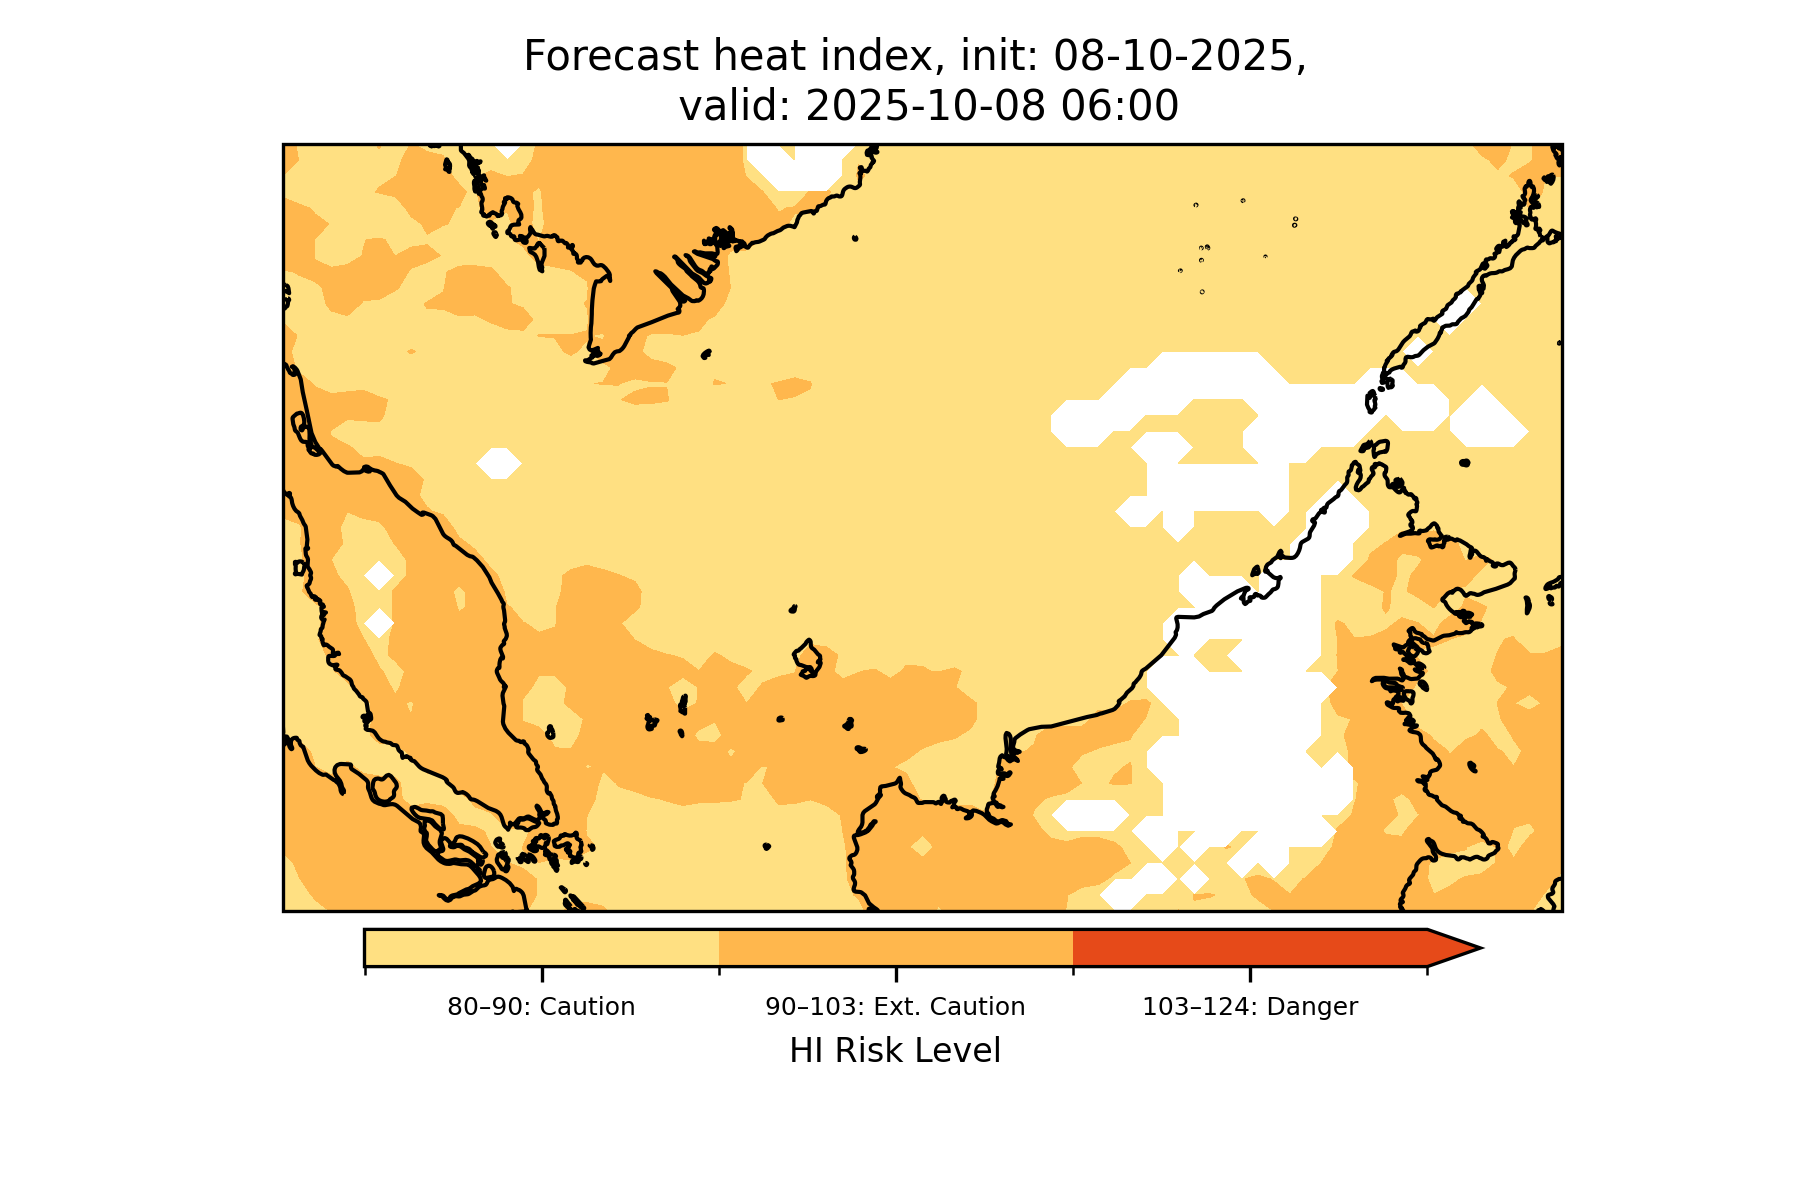 Forecast heat index, init: 08-10-2025,
valid: 2025-10-08 06:00
80–90: Caution
90–103: Ext. Caution
103–124: Danger
HI Risk Level